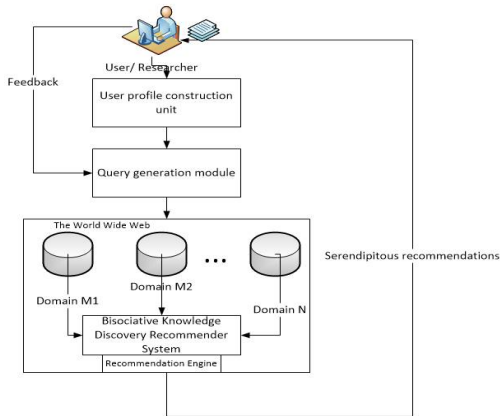 User/ Researcher
Feedback
User profile construction
unit
Query generation module
The World Wide Web
Serendipitous recommendations
Domain M1
Domain M2
...
Domain N
Bisociative Knowledge
Discovery Recommender
System
Recommendation Engine